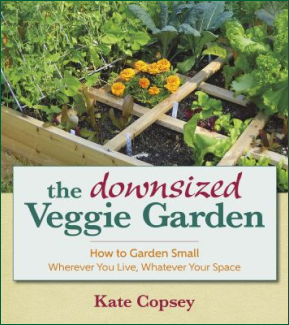 the downsized
Veggie Garden
How to Garden Small
Wherever You Live, Whatever Your Space
Kate Copsey